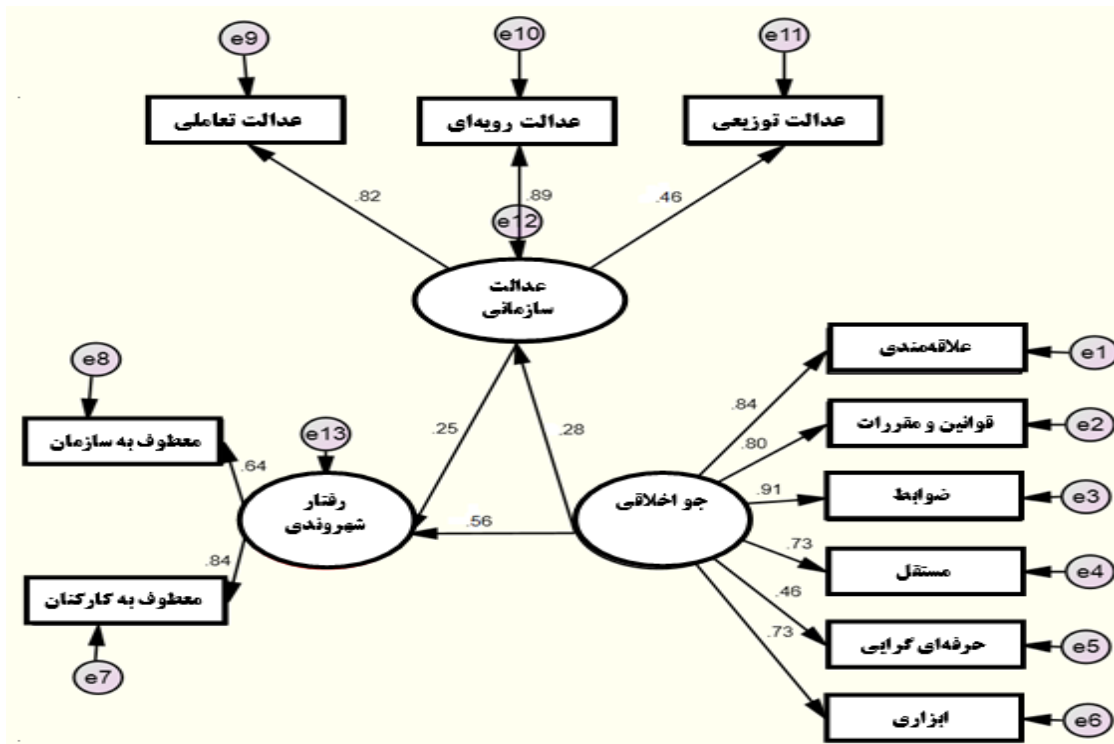 e9
e10
e11
عدالت تعاملی
عدالت رویه‌ای
عدالت توزیعی
.82
.89
.46
e12
عدالت
سازمانی
e8
معطوف به سازمان
.64
e13
رفتار
شهروندی
.84
معطوف به کارکنان
e7
.25
.28
.56
جو اخلاقی
.84
علاقه‌مندی
e1
.80
قوانین و مقررات
e2
.91
ضوابط
e3
.73
مستقل
e4
.46
حرفه‌ای گرایی
e5
.73
ابزاری
e6